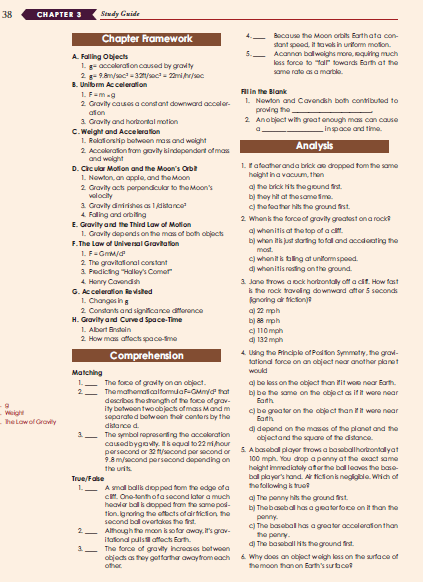 38
CHAPTER 3
Study Guide
Chapter Framework
A. Falling Objects
1. g= acceleration caused by gravity
2. g= 9.8m/sec² = 32ft/sec² = 22mi/hr/sec
B. Uniform Acceleration
1. F = m • g
2. Gravity causes a constant downward acceler-
ation
3. Gravity and horizontal motion
C. Weight and Acceleration
1. Relationship between mass and weight
2. Acceleration from gravity is independent of mass
and weight
D. Circular Motion and the Moon's Orbit
1. Newton, an apple, and the Moon
2. Gravity acts perpendicular to the Moon's
velocity
3. Gravity diminishes as 1/distance²
4. Falling and orbiting
E. Gravity and the Third Law of Motion
1. Gravity depends on the mass of both objects
F. The Law of Universal Gravitation
1. F = GmM/d²
2. The gravitational constant
3. Predicting "Halley's Comet"
4. Henry Cavendish
G. Acceleration Revisited
1. Changes in g
2. Constants and significance difference
H. Gravity and Curved Space-Time
1. Albert Einstein
2. How mass affects space-time
Comprehension
Matching
1. ___ The force of gravity on an object.
2. ___ The mathematical formula F=GMm/d² that
describes the strength of the force of grav-
ity between two objects of mass M and m
separated between their centers by the
distance d.
3. ___ The symbol representing the acceleration
caused by gravity. It is equal to 22 mi/hour
per second or 32 ft/second per second or
9.8 m/second per second depending on
the units.
. g
. Weight
. The Law of Gravity
True/False
1. ___ A small ball is dropped from the edge of a
cliff. One-tenth of a second later a much
heavier ball is dropped from the same posi-
tion. Ignoring the effects of air friction, the
second ball overtakes the first.
2. ___ Although the moon is so far away, it's grav-
itational pull still affects Earth.
3. ___ The force of gravity increases between
objects as they get farther away from each
other.
4. ___ Because the Moon orbits Earth at a con-
stant speed, it travels in uniform motion.
5. ___ A cannon ball weighs more, requiring much
less force to "fall" towards Earth at the
same rate as a marble.
Fill in the Blank
1. Newton and Cavendish both contributed to
proving the ____________________.
2. An object with great enough mass can cause
a _______________ in space and time.
Analysis
1. If a feather and a brick are dropped from the same
height in a vacuum, then
a) the brick hits the ground first.
b) they hit at the same time.
c) the feather hits the ground first.
2. When is the force of gravity greatest on a rock?
a) when it is at the top of a cliff.
b) when it is just starting to fall and accelerating the
most.
c) when it is falling at uniform speed.
d) when it is resting on the ground.
3. Jane throws a rock horizontally off a cliff. How fast
is the rock traveling downward after 5 seconds
(ignoring air friction)?
a) 22 mph
b) 88 mph
c) 110 mph
d) 132 mph
4. Using the Principle of Position Symmetry, the gravi-
tational force on an object near another planet
would
a) be less on the object than if it were near Earth.
b) be the same on the object as if it were near
Earth.
c) be greater on the object than if it were near
Earth.
d) depend on the masses of the planet and the
object and the square of the distance.
5. A baseball player throws a baseball horizontally at
100 mph. You drop a penny at the exact same
height immediately after the ball leaves the base-
ball player's hand. Air friction is negligible. Which of
the following is true?
a) The penny hits the ground first.
b) The baseball has a greater force on it than the
penny.
c) The baseball has a greater acceleration than
the penny.
d) The baseball hits the ground first.
6. Why does an object weigh less on the surface of
the moon than on Earth's surface?